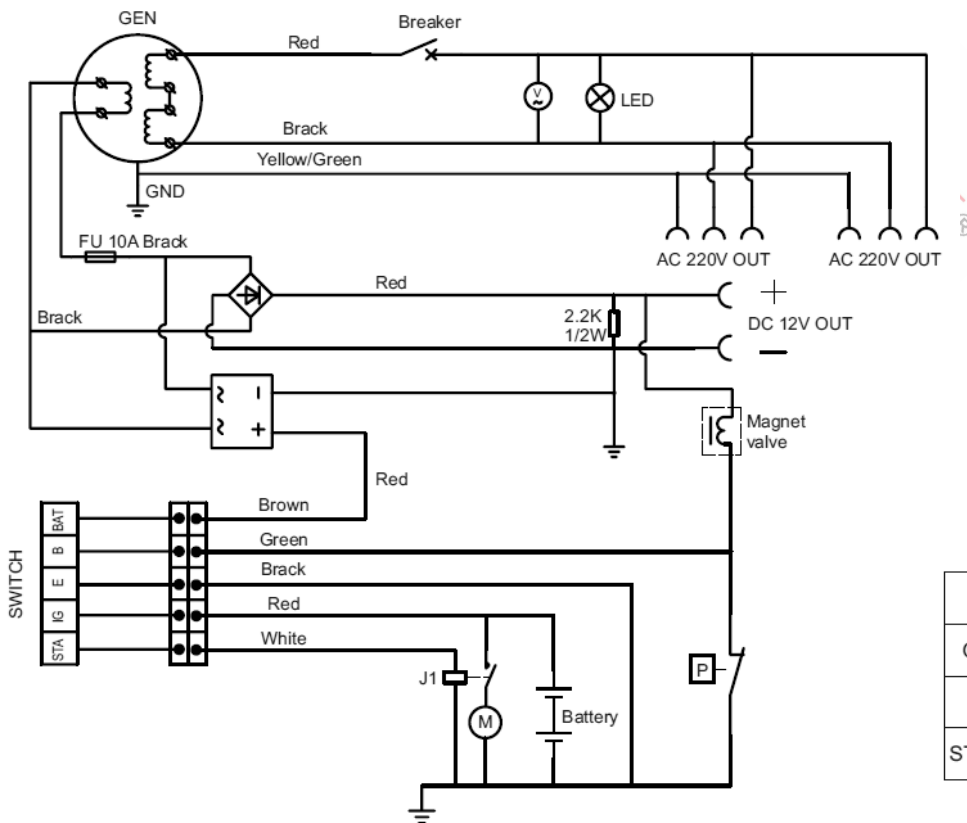 GEN
Breaker
Red
V
LED
Brack
Yellow/Green
GND
FU 10A Brack
AC 220V OUT
AC 220V OUT
Red
+
2.2K
1/2W
DC 12V OUT
Brack
−
~ −
~ +
Magnet
valve
Red
SWITCH
BAT
Brown
B
Green
E
Brack
IG
Red
STA
White
J1
P
M
Battery